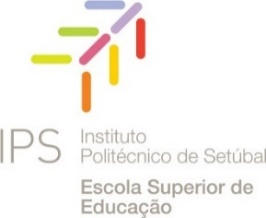 IPS Instituto
Politécnico de Setúbal
Escola Superior de
Educação